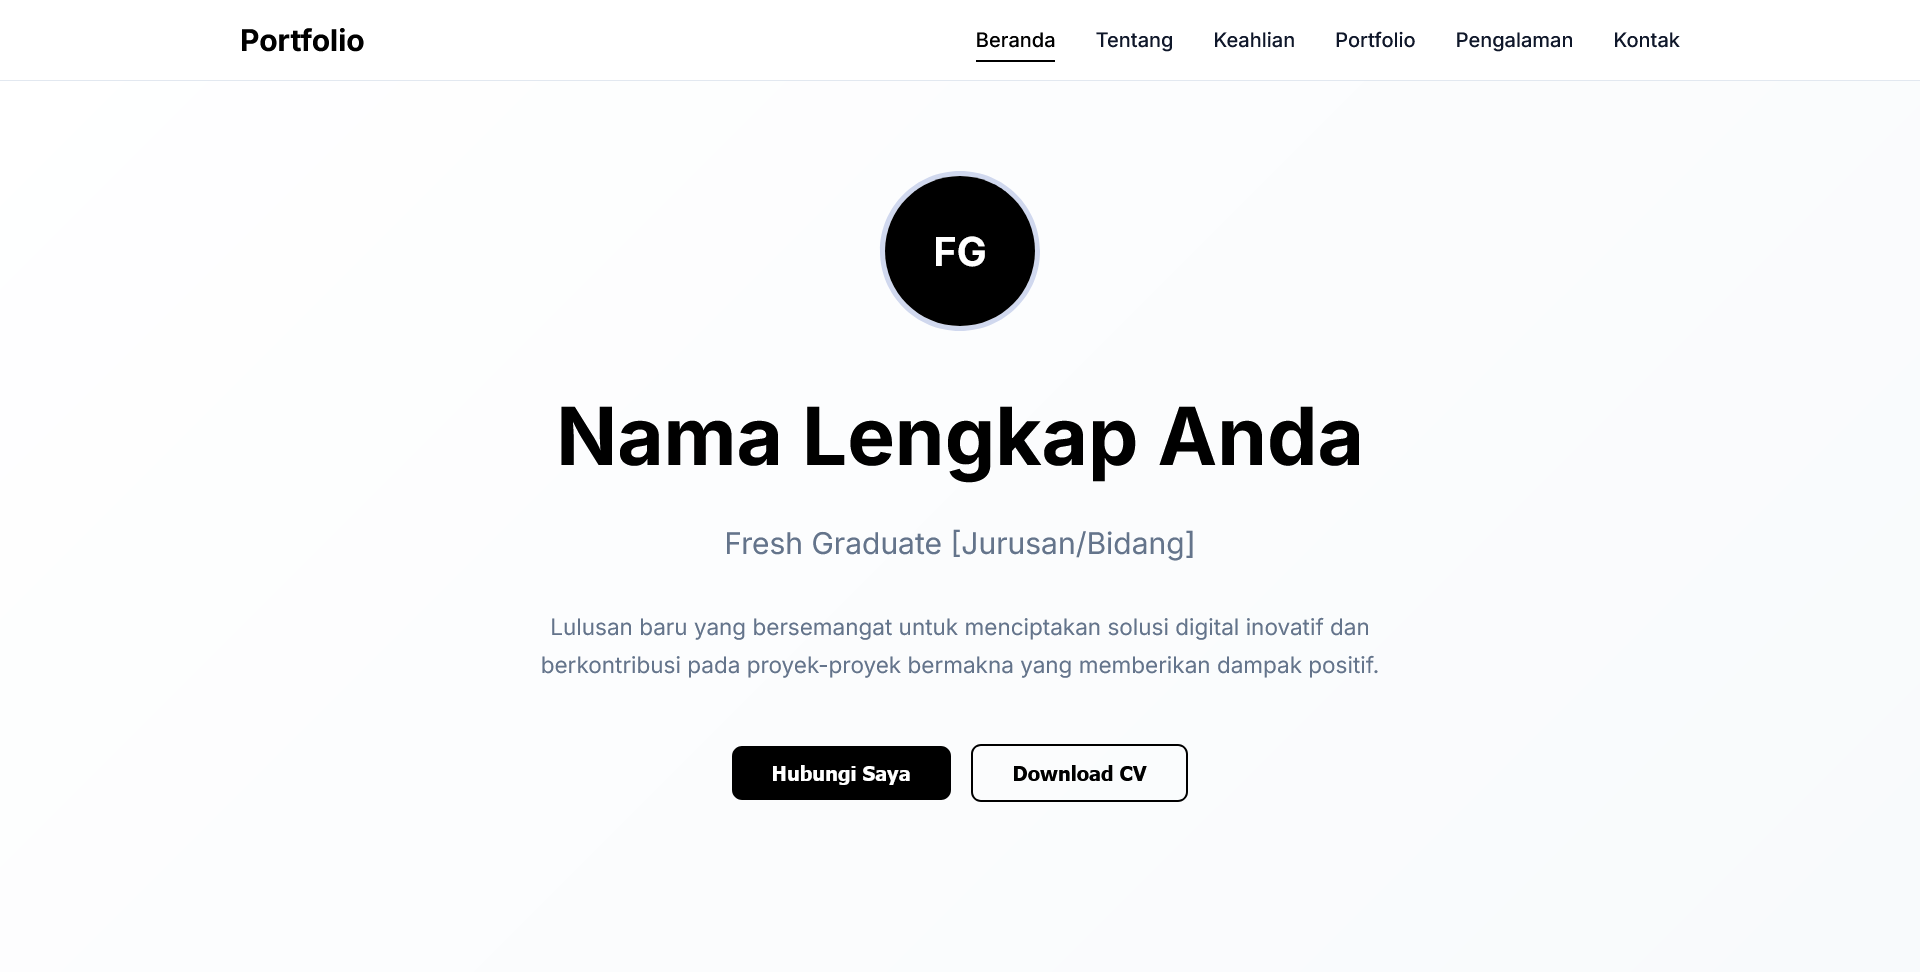 Portfolio
Beranda Tentang Keahlian Portfolio Pengalaman Kontak
FG
Nama Lengkap Anda
Fresh Graduate [Jurusan/Bidang]
Lulusan baru yang bersemangat untuk menciptakan solusi digital inovatif dan
berkontribusi pada proyek-proyek bermakna yang memberikan dampak positif.
Hubungi Saya
Download CV